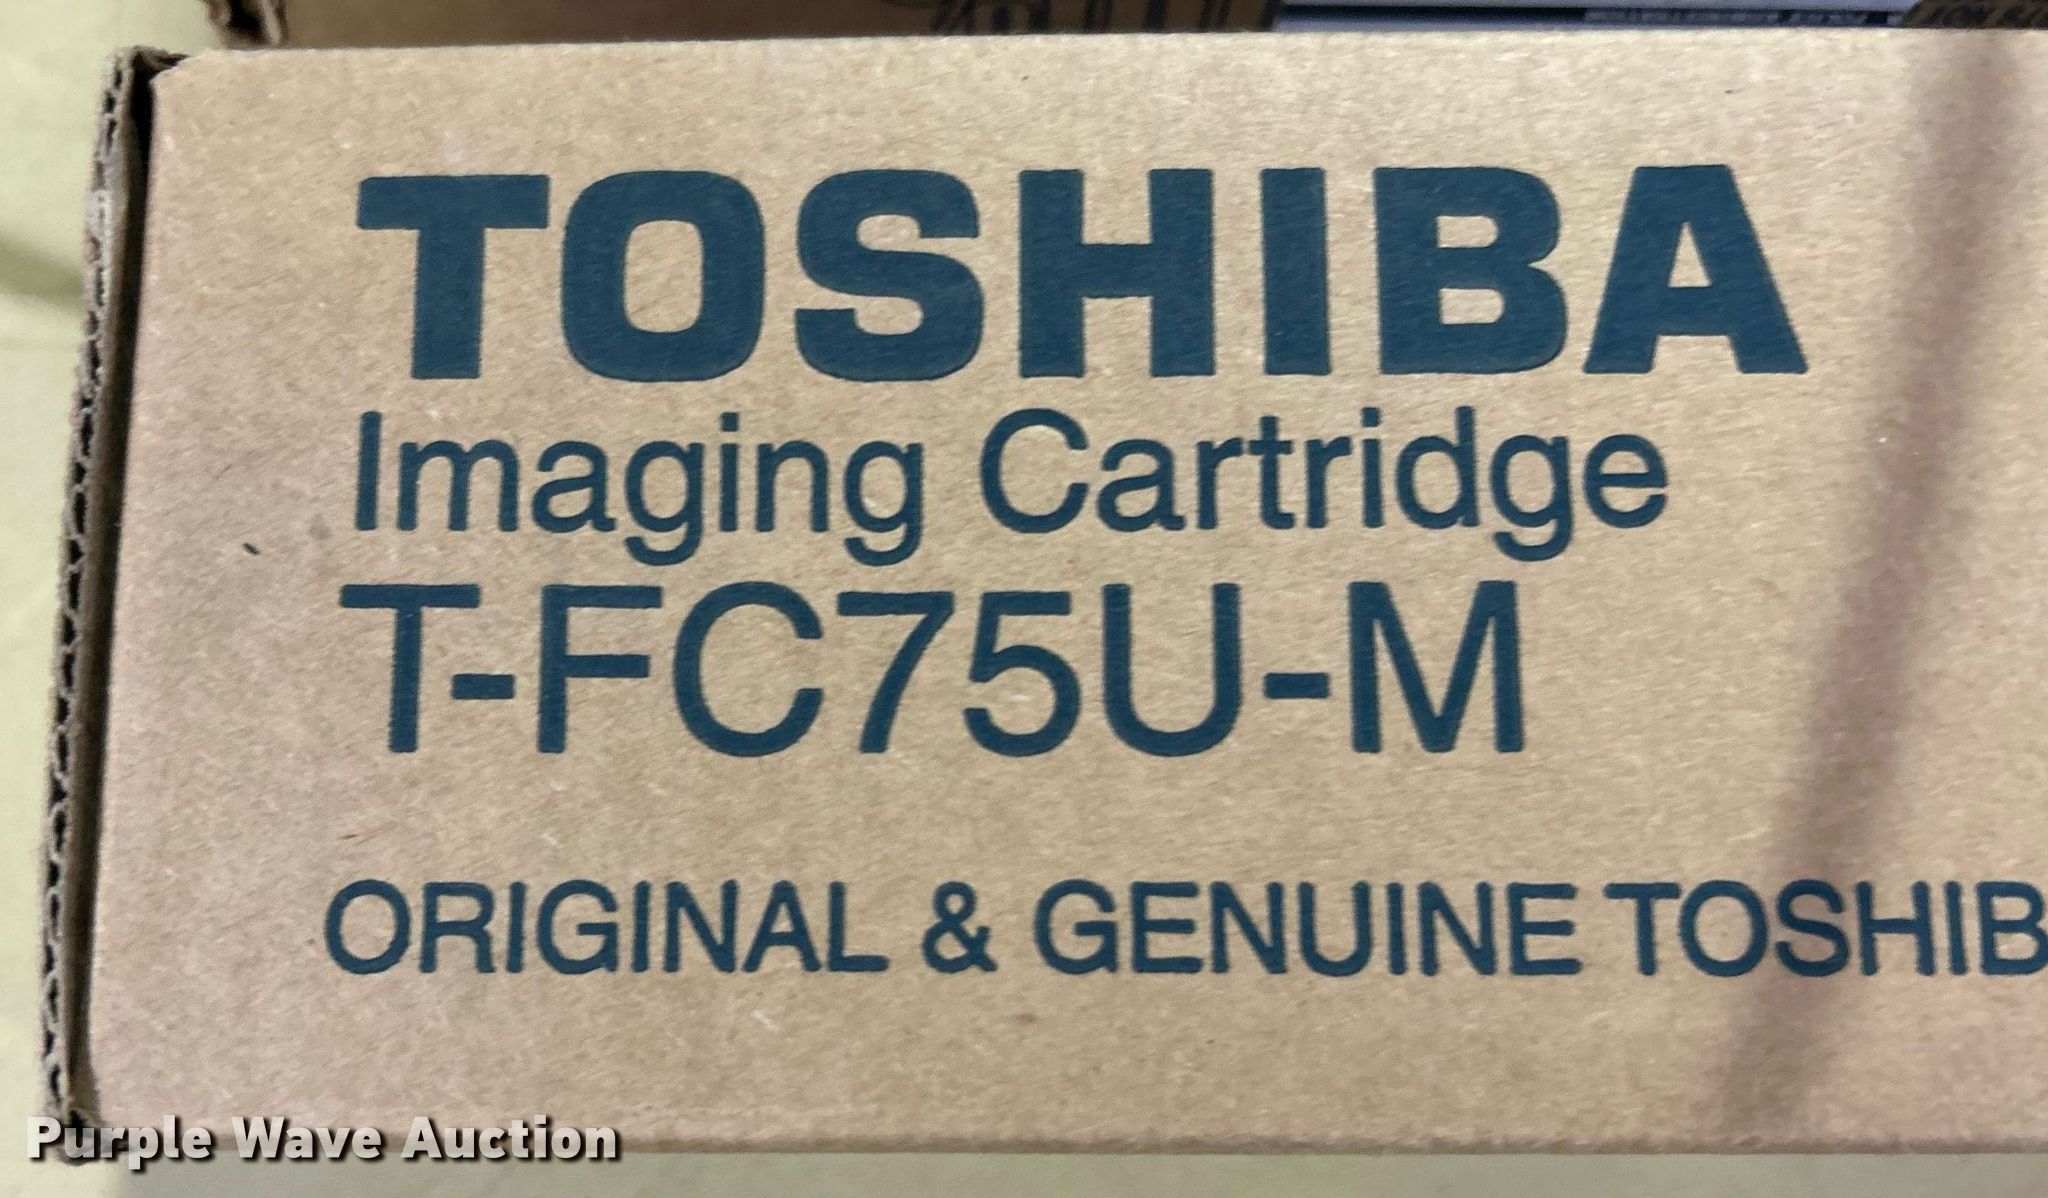 TOSHIBA
Imaging Cartridge
T-FC75U-M
ORIGINAL & GENUINE TOSHIB
Purple Wave Auction